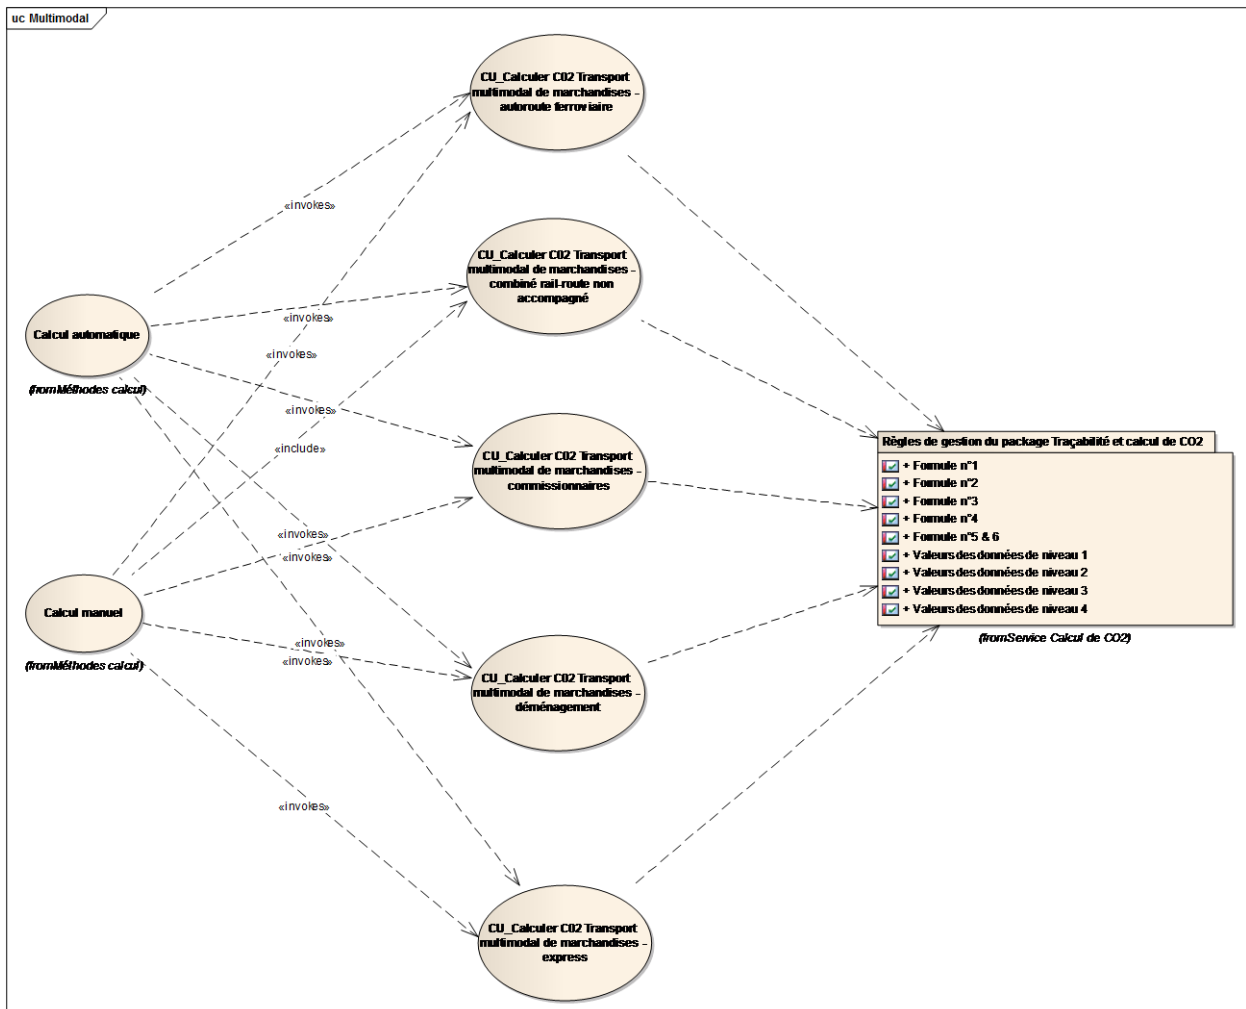 uc Multimodal
CU_Calculer C02 Transport
multimodal de marchandises –
autoroute ferroviaire
«invokes»
CU_Calculer C02 Transport
multimodal de marchandises –
combiné rail-route non
accompagné
«invokes»
Calcul automatique
«invokes»
(from Méthodes calcul)
«invokes»
«include»
CU_Calculer C02 Transport
multimodal de marchandises –
commissionnaires
Règles de gestion du package Traçabilité et calcul de CO2
+ Formule n°1
+ Formule n°2
+ Formule n°3
+ Formule n°4
+ Formule n°5 & 6
+ Valeurs des données de niveau 1
+ Valeurs des données de niveau 2
+ Valeurs des données de niveau 3
+ Valeurs des données de niveau 4
(from Service Calcul de CO2)
«invokes»
«invokes»
Calcul manuel
(from Méthodes calcul)
«invokes»
«invokes»
CU_Calculer C02 Transport
multimodal de marchandises –
déménagement
«invokes»
CU_Calculer C02 Transport
multimodal de marchandises –
express